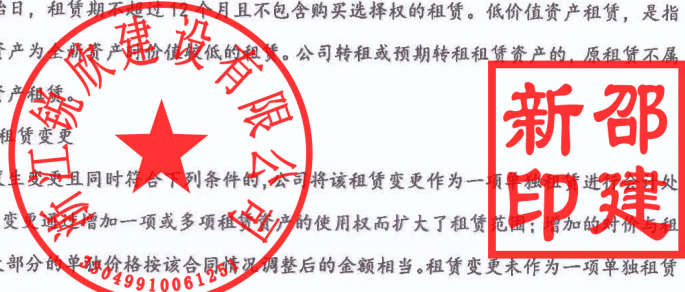 始日，租赁期不超过12个月且不包含购买选择权的租赁。低价值资产租赁，是指
资产为全新资产时价值较低的租赁。公司转租或预期转租租赁资产的，原租赁不属
资产租赁。
租赁变更
发生变更且同时符合下列条件的，公司将该租赁变更作为一项单独租赁进行会计处
变更通过增加一项或多项租赁资产的使用权而扩大了租赁范围；增加的对价与租
大部分的单独价格按该合同情况调整后的金额相当。租赁变更未作为一项单独租赁
浙江锐欣建设有限公司
330499100612
邵建
新印